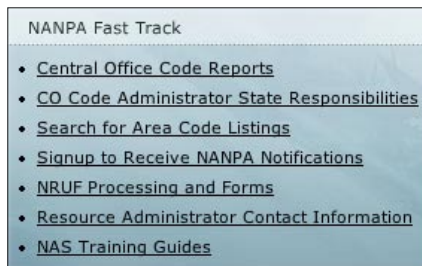 NANPA Fast Track
Central Office Code Reports
CO Code Administrator State Responsibilities
Search for Area Code Listings
Signup to Receive NANPA Notifications
NRUF Processing and Forms
Resource Administrator Contact Information
NAS Training Guides